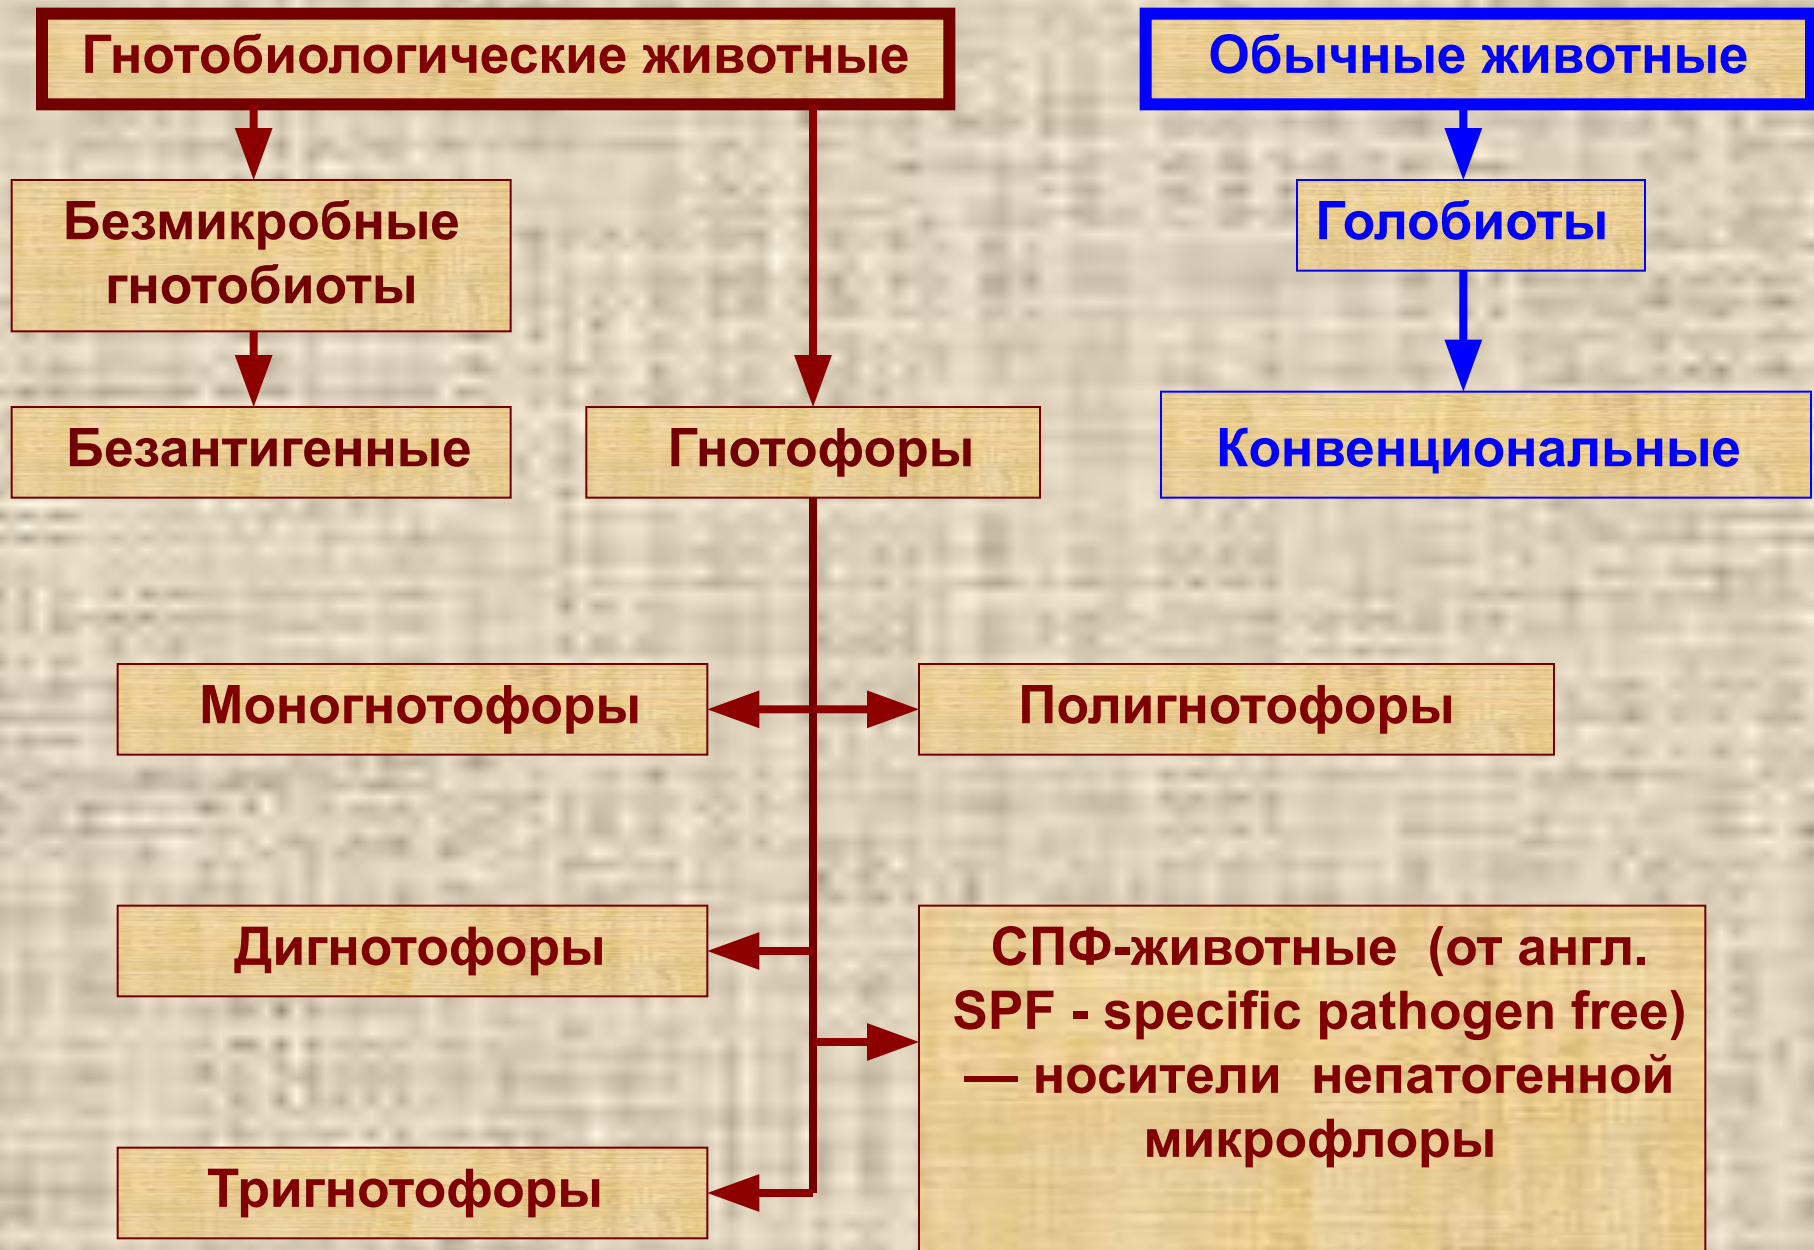 Гнотобиологические животные
Обычные животные
Безмикробные
гнотобиоты
Голобиоты
Безантигенные
Гнотофоры
Конвенциональные
Моногнотофоры
Полигнотофоры
Дигнотофоры
СПФ-животные (от англ.
SPF - specific pathogen free)
— носители непатогенной
микрофлоры
Тригнотофоры